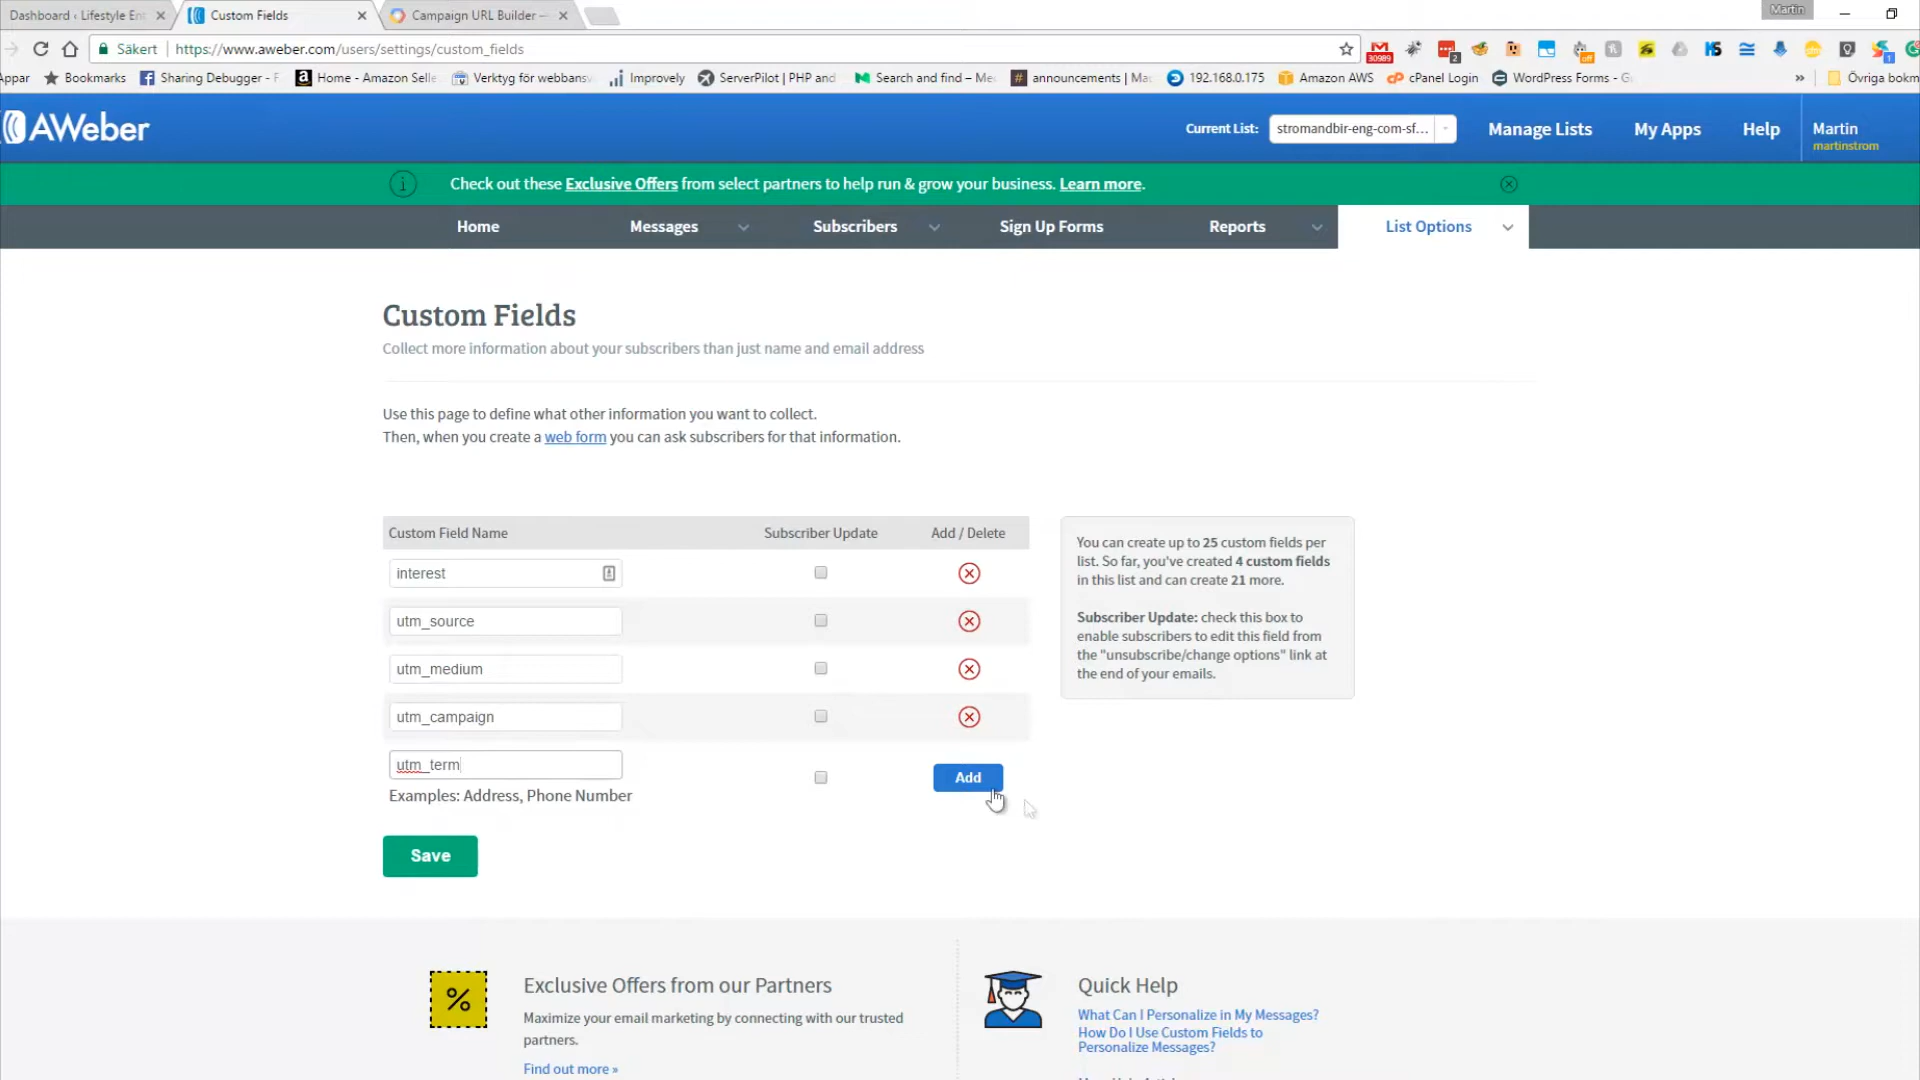 Dashboard ‹ Lifestyle En
Custom Fields
Campaign URL Builder —
Martin
Säkert
https://www.aweber.com/users/settings/custom_fields
30989
2
off
1
Appar
Bookmarks
Sharing Debugger - F
Home - Amazon Selle
Verktyg för webbansv
Improvely
ServerPilot | PHP and
Search and find – Me
announcements | Ma
192.168.0.175
Amazon AWS
cPanel Login
WordPress Forms - G
»
Övriga bokm
AWeber
Current List:
stromandbir-eng-com-sf...
Manage Lists
My Apps
Help
Martin
martinstrom
Check out these Exclusive Offers from select partners to help run & grow your business. Learn more.
Home
Messages
Subscribers
Sign Up Forms
Reports
List Options
Custom Fields
Collect more information about your subscribers than just name and email address
Use this page to define what other information you want to collect.
Then, when you create a web form you can ask subscribers for that information.
Custom Field Name
Subscriber Update
Add / Delete
interest
utm_source
utm_medium
utm_campaign
utm_term
Add
Examples: Address, Phone Number
Save
You can create up to 25 custom fields per
list. So far, you've created 4 custom fields
in this list and can create 21 more.
Subscriber Update: check this box to
enable subscribers to edit this field from
the "unsubscribe/change options" link at
the end of your emails.
%
Exclusive Offers from our Partners
Maximize your email marketing by connecting with our trusted
partners.
Find out more »
Quick Help
What Can I Personalize in My Messages?
How Do I Use Custom Fields to
Personalize Messages?